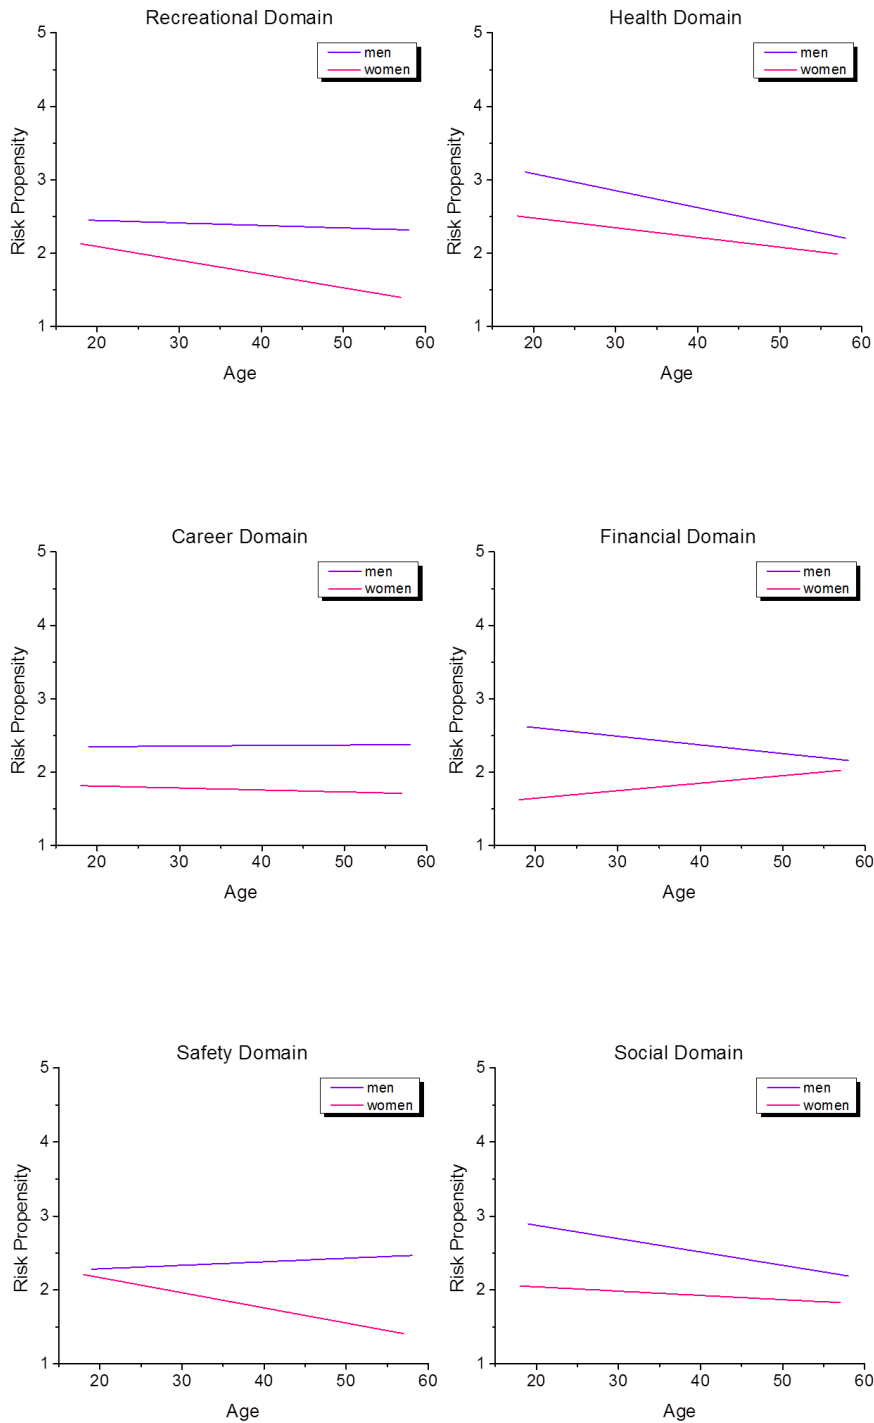 Recreational Domain
5
4
3
2
1
Risk Propensity
men
women
20 30 40 50 60
Age
Health Domain
5
4
3
2
1
Risk Propensity
men
women
20 30 40 50 60
Age
Career Domain
5
4
3
2
1
Risk Propensity
men
women
20 30 40 50 60
Age
Financial Domain
5
4
3
2
1
Risk Propensity
men
women
20 30 40 50 60
Age
Safety Domain
5
4
3
2
1
Risk Propensity
men
women
20 30 40 50 60
Age
Social Domain
5
4
3
2
1
Risk Propensity
men
women
20 30 40 50 60
Age